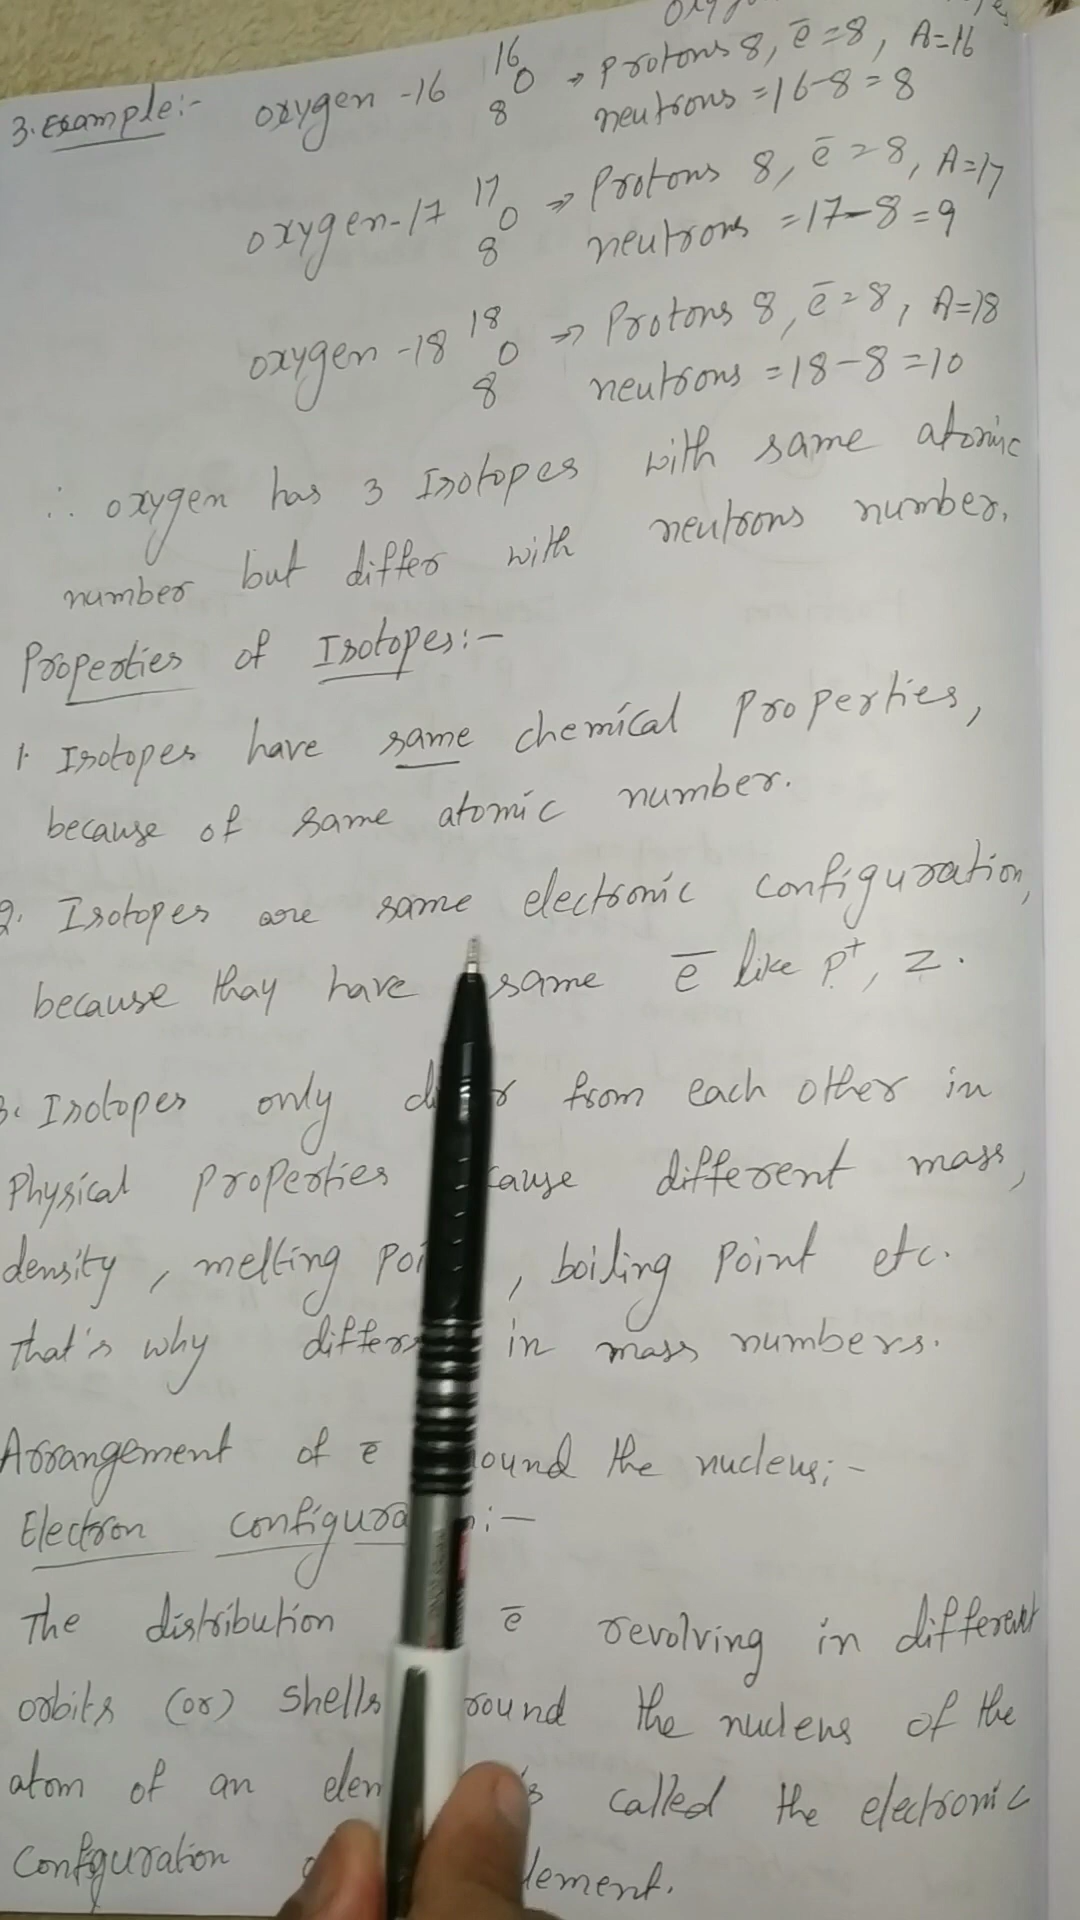 3. Example:- oxygen -16 16 8 O => Protons 8, ē=8, A=16
neutrons =16-8=8
oxygen-17 17 8 O => Protons 8, ē=8, A=17
neutrons =17-8=9
oxygen -18 18 8 O => Protons 8, ē=8, A=18
neutrons =18-8=10
∴ oxygen has 3 Isotopes with same atomic
number but differ with neutrons number.
Properties of Isotopes:-
1. Isotopes have same chemical properties,
because of same atomic number.
2. Isotopes are same electronic configuration,
because thay have same ē like p+, z.
3. Isotopes only from each other in
Physical properties different mass,
density, melting , boiling point etc.
that's why in mass numbers.
Arrangement of ē the nucleus:-
Electron :-
The distribution ē revolving in different
orbits (or) shells the nucleus of the
atom of an called the electronic
configuration